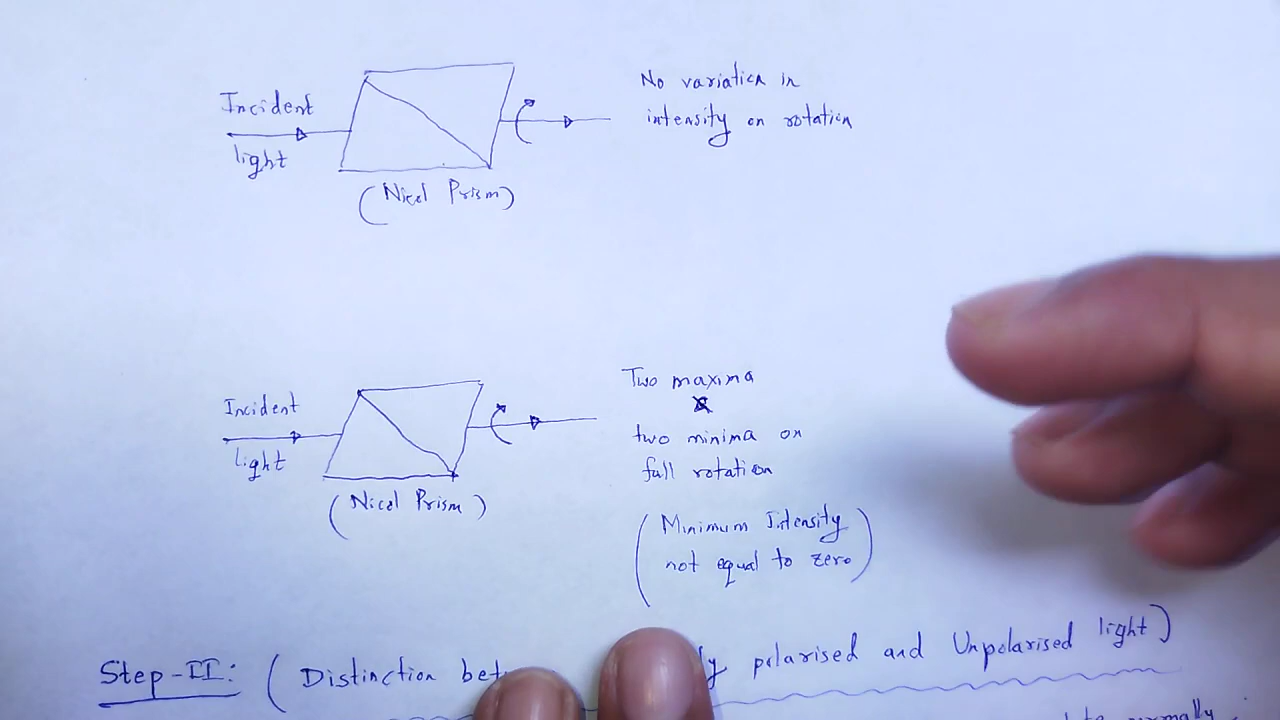 Incident
light
(Nicol Prism)
No variation in
intensity on rotation
Incident
light
(Nicol Prism)
Two maxima
&
two minima on
full rotation
(Minimum Intensity
not equal to zero)
Step-II: (Distinction polarised and Unpolarised light)
normally